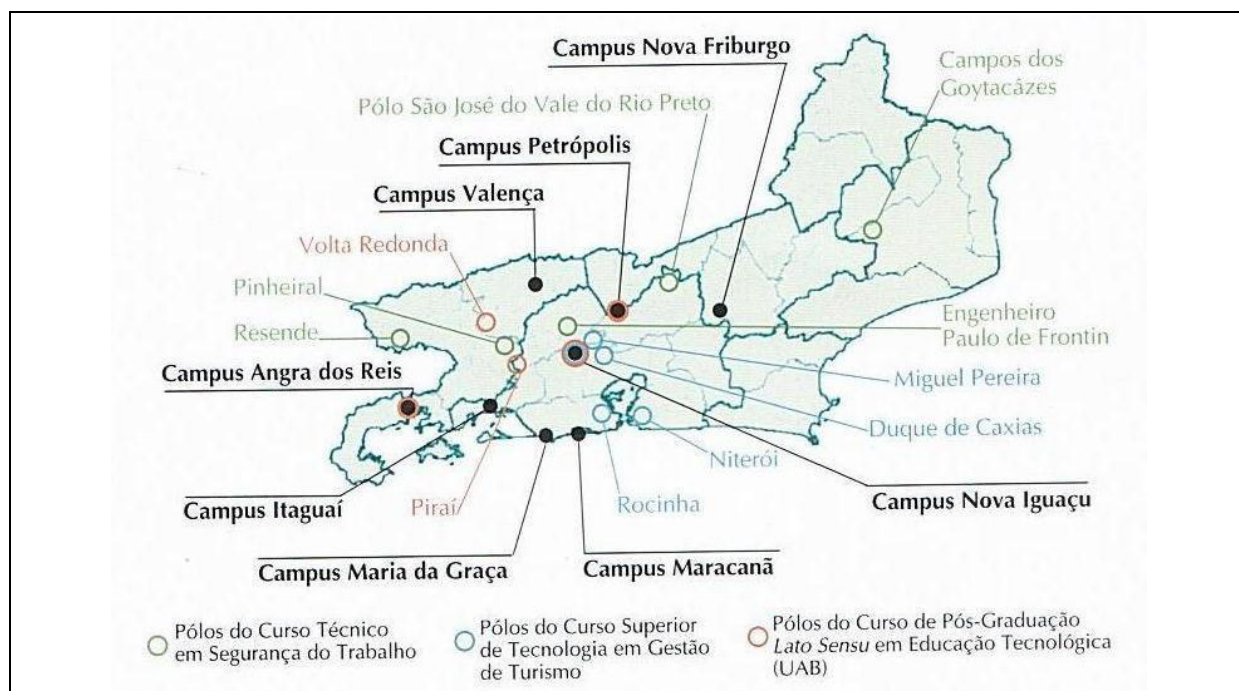 Campus Nova Friburgo
Campos dos
Goytacázes
Pólo São José do Vale do Rio Preto
Campus Petrópolis
Campus Valença
Volta Redonda
Pinheiral
Resende
Engenheiro
Paulo de Frontin
Campus Angra dos Reis
Miguel Pereira
Duque de Caxias
Niterói
Campus Itaguaí
Piraí
Rocinha
Campus Nova Iguaçu
Campus Maria da Graça
Campus Maracanã
Pólos do Curso Técnico
em Segurança do Trabalho
Pólos do Curso Superior
de Tecnologia em Gestão
de Turismo
Pólos do Curso de Pós-Graduação
Lato Sensu em Educação Tecnológica
(UAB)